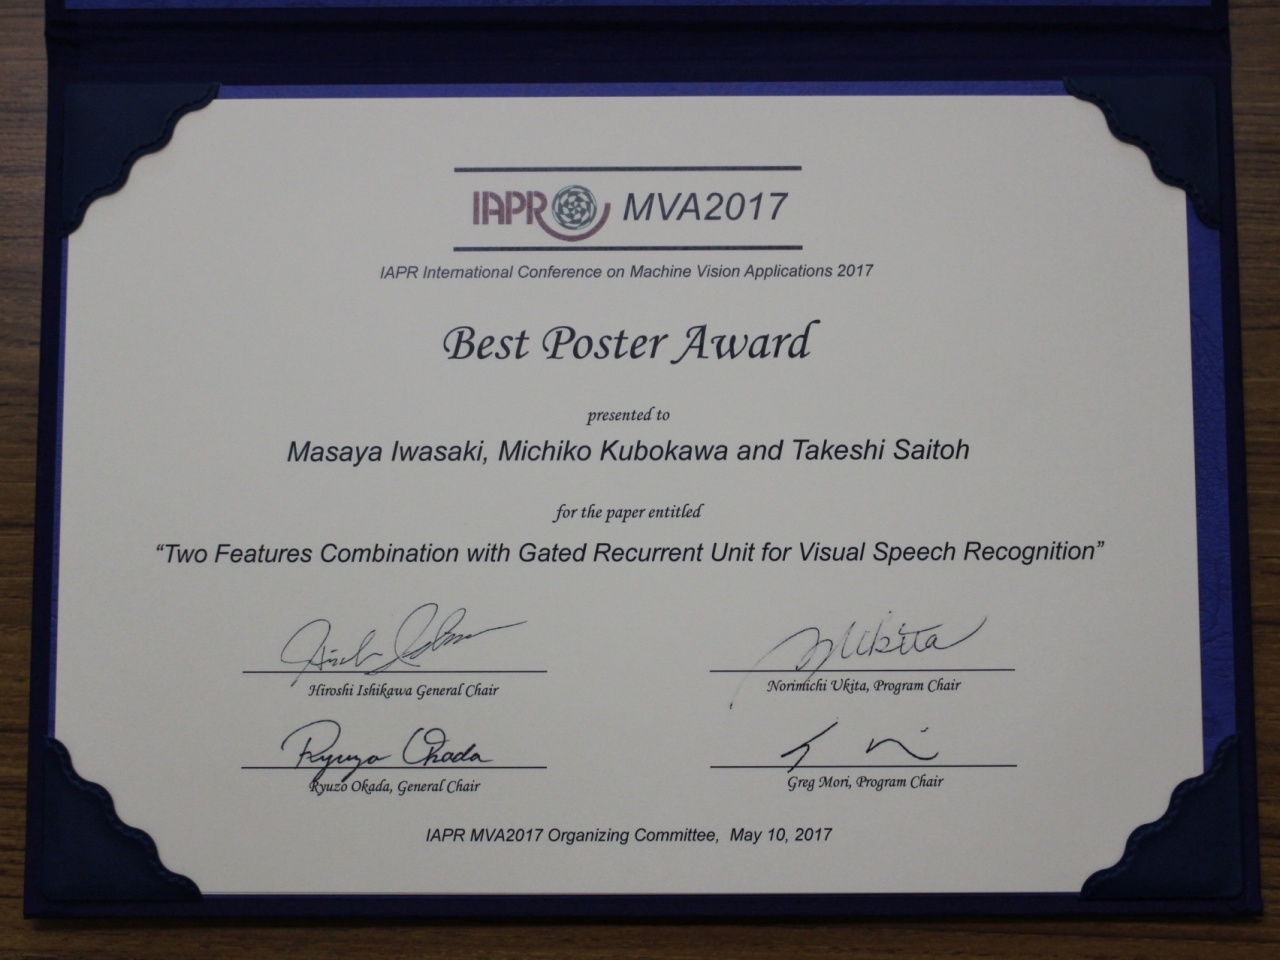 IAPR MVA2017
IAPR International Conference on Machine Vision Applications 2017
Best Poster Award
presented to
Masaya Iwasaki, Michiko Kubokawa and Takeshi Saitoh
for the paper entitled
“Two Features Combination with Gated Recurrent Unit for Visual Speech Recognition”
Hiroshi Ishikawa General Chair
Norimichi Ukita, Program Chair
Ryuzo Okada
Ryuzo Okada, General Chair
Greg Mori, Program Chair
IAPR MVA2017 Organizing Committee, May 10, 2017